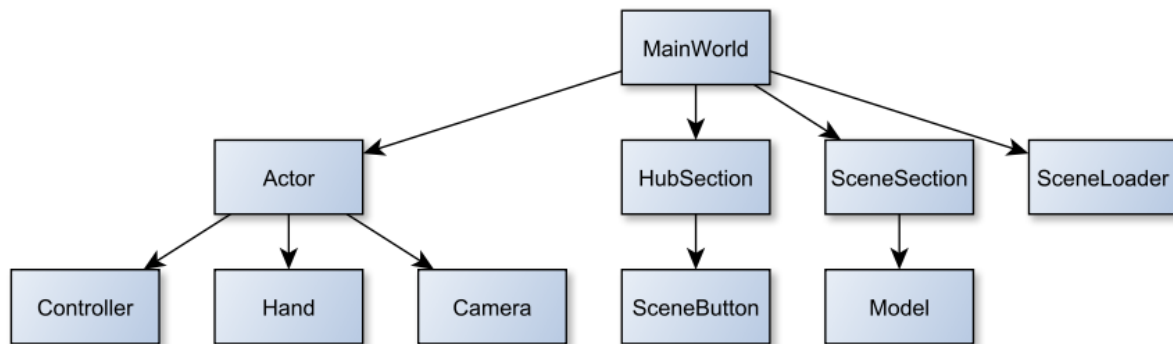 MainWorld
Actor
HubSection
SceneSection
SceneLoader
Controller
Hand
Camera
SceneButton
Model